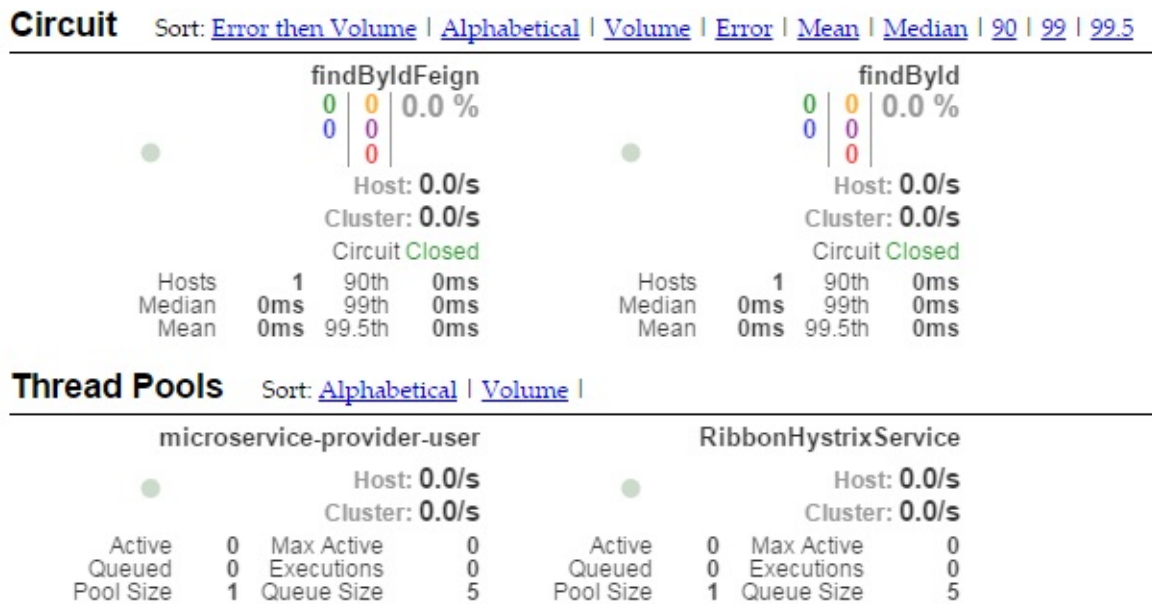 Circuit Sort: Error then Volume | Alphabetical | Volume | Error | Mean | Median | 90 | 99 | 99.5
findByIdFeign
0 0 0.0 %
0 0
0
Host: 0.0/s
Cluster: 0.0/s
Circuit Closed
Hosts 1 90th 0ms
Median 0ms 99th 0ms
Mean 0ms 99.5th 0ms
findById
0 0 0.0 %
0 0
0
Host: 0.0/s
Cluster: 0.0/s
Circuit Closed
Hosts 1 90th 0ms
Median 0ms 99th 0ms
Mean 0ms 99.5th 0ms
Thread Pools Sort: Alphabetical | Volume |
microservice-provider-user
Host: 0.0/s
Cluster: 0.0/s
Active 0 Max Active 0
Queued 0 Executions 0
Pool Size 1 Queue Size 5
RibbonHystrixService
Host: 0.0/s
Cluster: 0.0/s
Active 0 Max Active 0
Queued 0 Executions 0
Pool Size 1 Queue Size 5